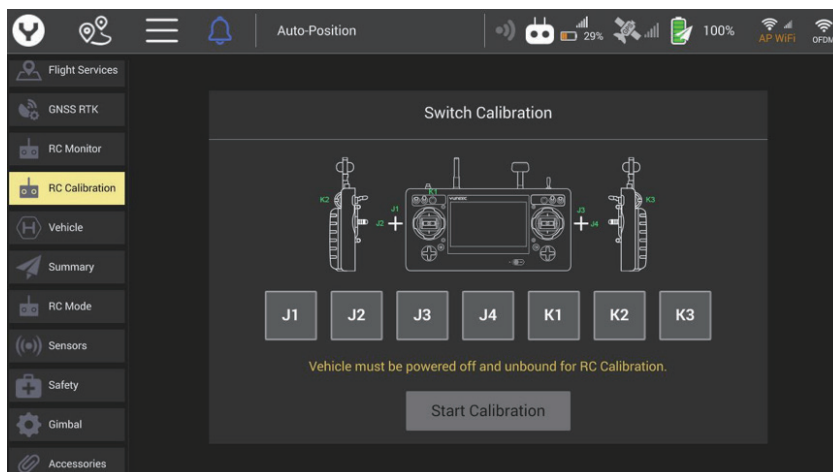 Auto-Position
29%
100%
AP WiFi
OFDM
Flight Services
GNSS RTK
RC Monitor
RC Calibration
Vehicle
Summary
RC Mode
Sensors
Safety
Gimbal
Accessories
Switch Calibration
K2
K1
K3
J1
J2
J3
J4
YUNEEC
J1 J2 J3 J4 K1 K2 K3
Vehicle must be powered off and unbound for RC Calibration.
Start Calibration